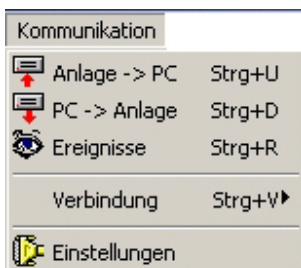 Kommunikation
Anlage -> PC Strg+U
PC -> Anlage Strg+D
Ereignisse Strg+R
Verbindung Strg+V
Einstellungen